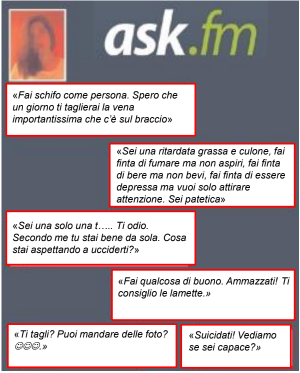 ask.fm
«Fai schifo come persona. Spero che
un giorno ti taglierai la vena
importantissima che c'è sul braccio»
«Sei una ritardata grassa e culone, fai
finta di fumare ma non aspiri, fai finta
di bere ma non bevi, fai finta di essere
depressa ma vuoi solo attirare
attenzione. Sei patetica»
«Sei una solo una t..... Ti odio.
Secondo me tu stai bene da sola. Cosa
stai aspettando a ucciderti?»
«Fai qualcosa di buono. Ammazzati! Ti
consiglio le lamette.»
«Ti tagli? Puoi mandare delle foto?
☺☺☺.»
«Suicidati! Vediamo
se sei capace?»